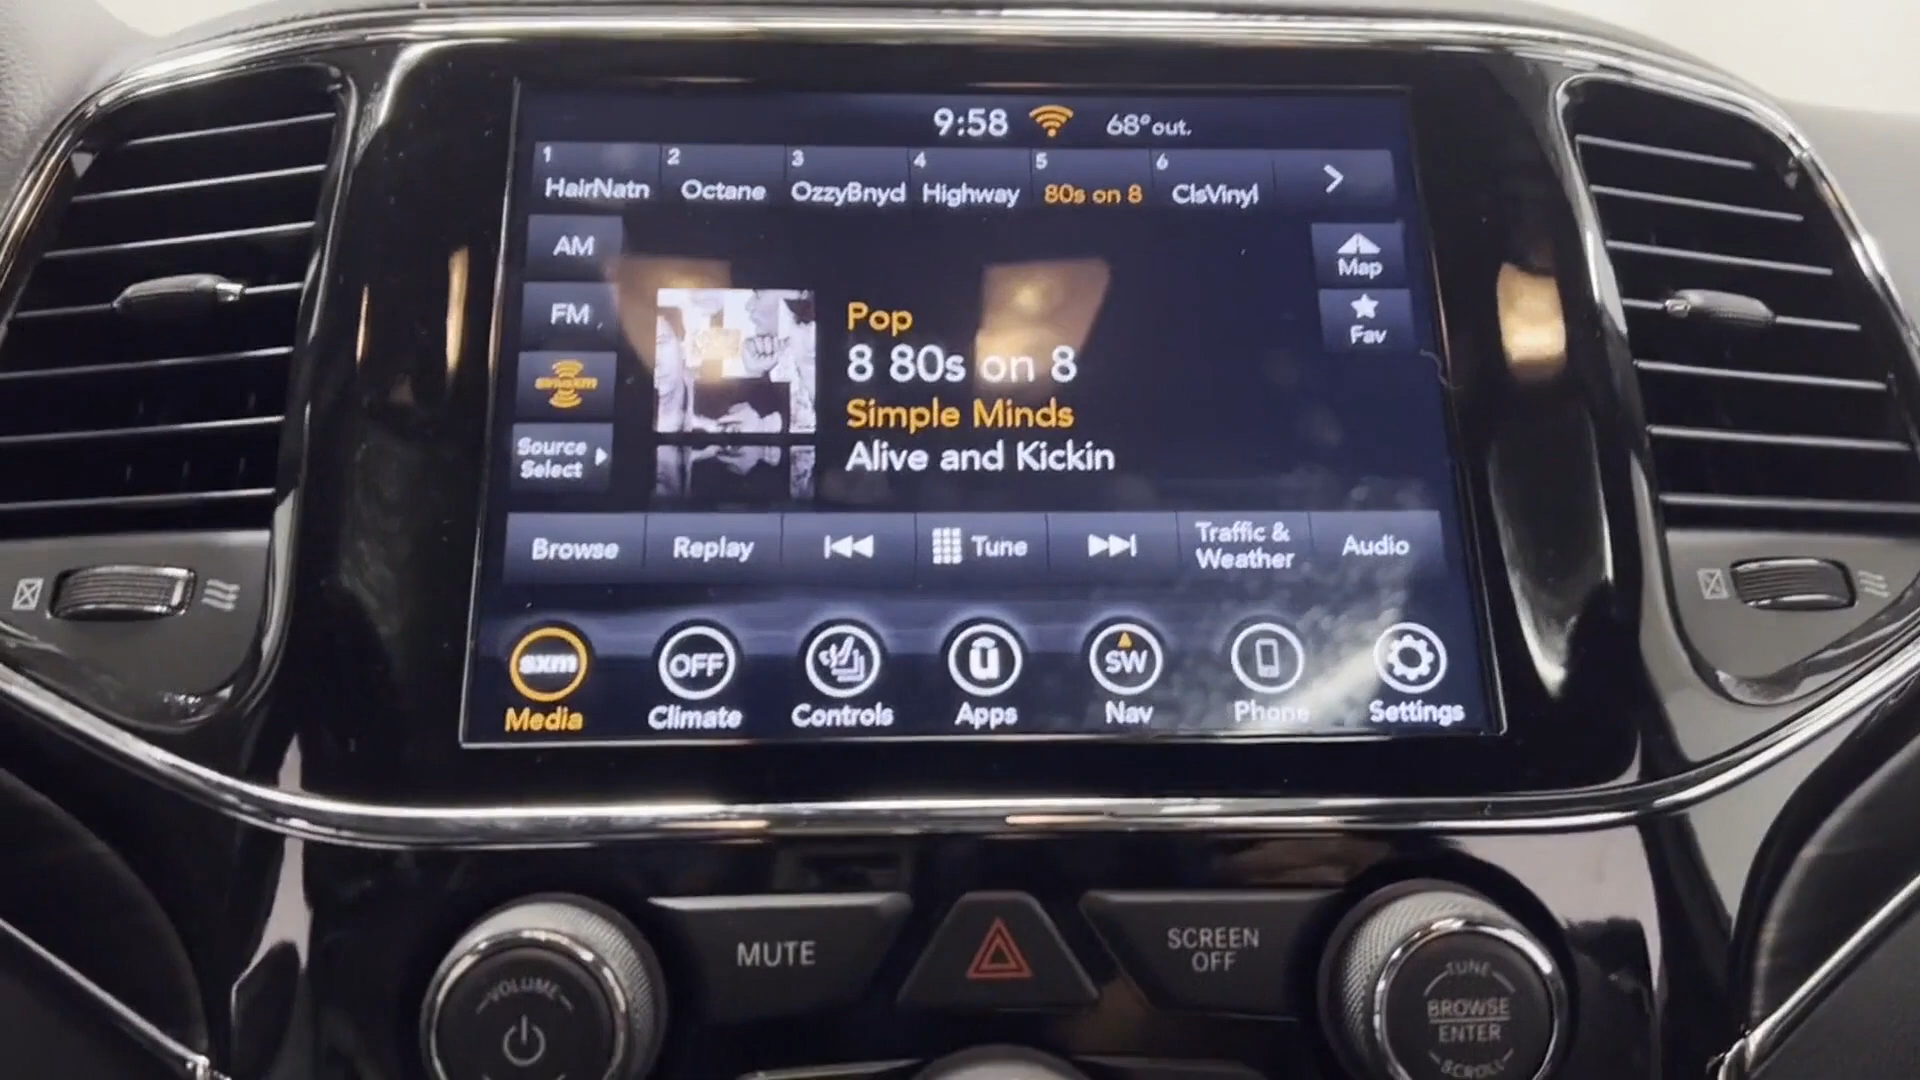 9:58 68° out.
1 2 3 4 5 6
HairNatn Octane OzzyBnyd Highway 80s on 8 ClsVinyl
AM
Map
FM
Fav
Pop
8 80s on 8
siriusxm
Simple Minds
Alive and Kickin
Source
Select
Browse Replay Tune Traffic &
Weather
Audio
sxm OFF SW
Media Climate Controls Apps Nav Phone Settings
VOLUME
MUTE
SCREEN
OFF
TUNE
BROWSE
ENTER
SCROLL